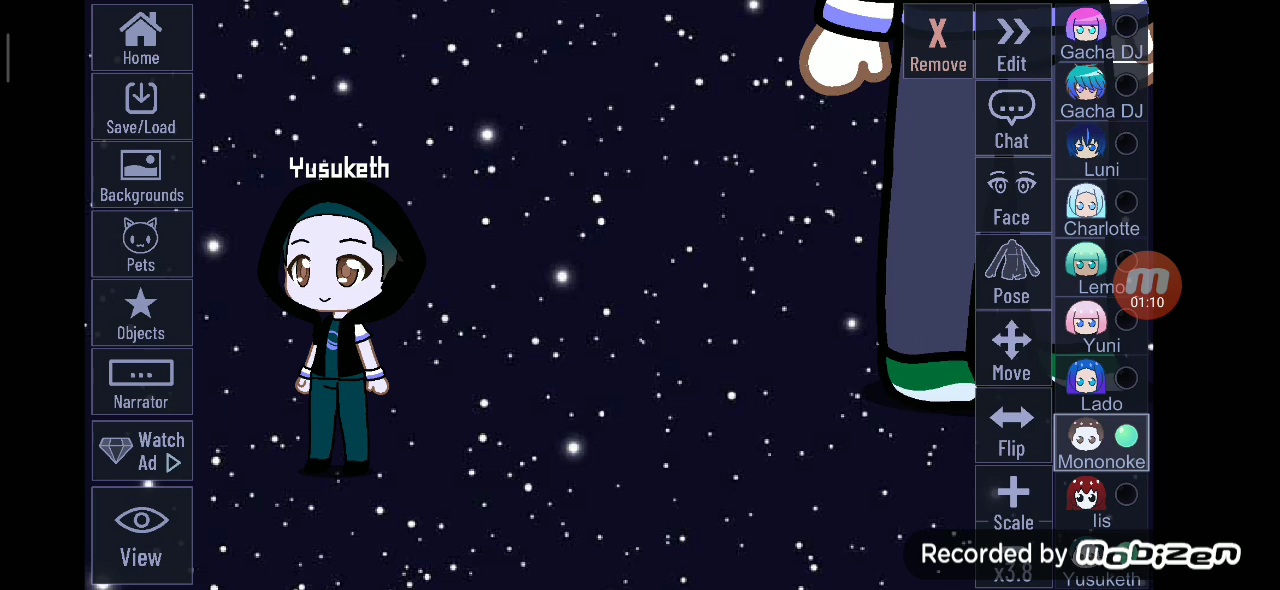 Home
Save/Load
Backgrounds
Pets
Objects
Narrator
Watch
Ad
View
Yusuketh
X
Remove
Edit
Chat
Face
Pose
Move
Flip
Scale
x3.8
Gacha DJ
Gacha DJ
Luni
Charlotte
Lemo
Yuni
Lado
Mononoke
Iis
Yusuketh
m
01:10
Recorded by mobizen